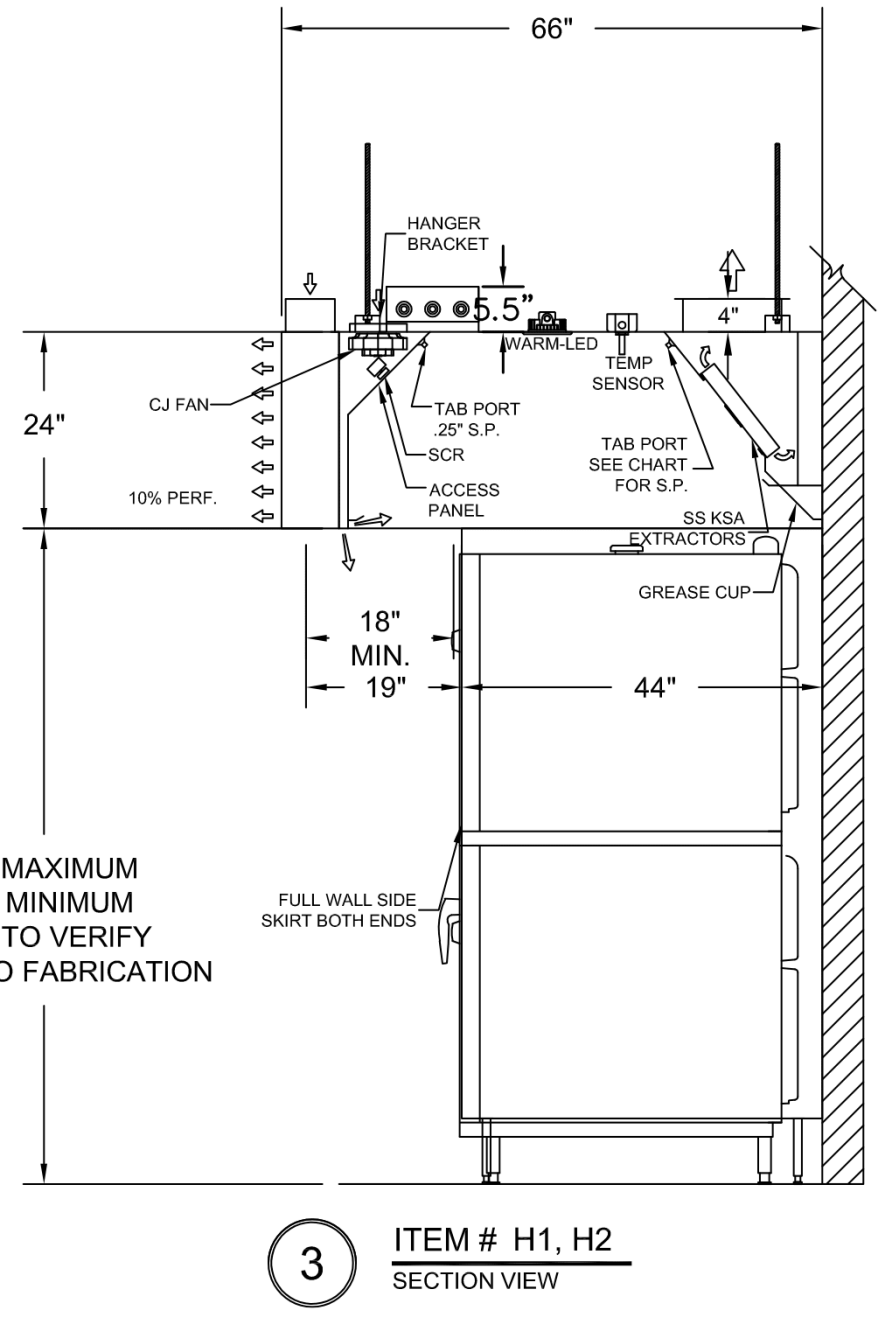 66"
HANGER
BRACKET
5.5”
4"
WARM-LED
TEMP
SENSOR
CJ FAN
24"
TAB PORT
.25" S.P.
SCR
ACCESS
PANEL
TAB PORT
SEE CHART
FOR S.P.
10% PERF.
SS KSA
EXTRACTORS
GREASE CUP
18"
MIN.
19"
44"
MAXIMUM
MINIMUM
TO VERIFY
O FABRICATION
FULL WALL SIDE
SKIRT BOTH ENDS
3
ITEM # H1, H2
SECTION VIEW